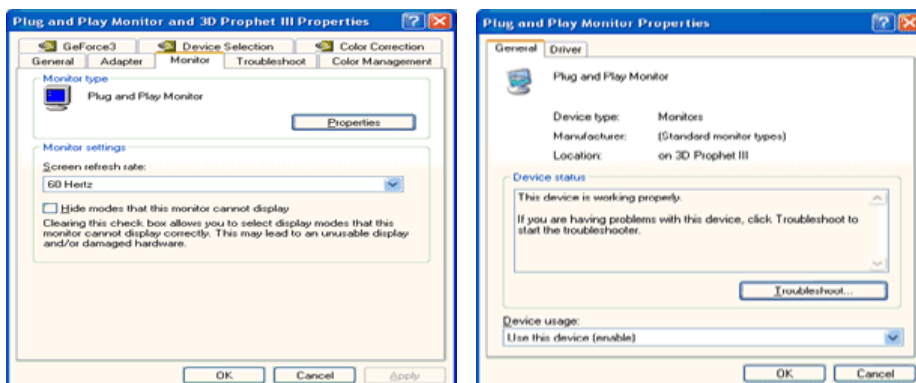 Plug and Play Monitor and 3D Prophet III Properties
GeForce3 Device Selection Color Correction
General Adapter Monitor Troubleshoot Color Management
Monitor type
Plug and Play Monitor
Properties
Monitor settings
Screen refresh rate:
60 Hertz
Hide modes that this monitor cannot display
Clearing this check box allows you to select display modes that this
monitor cannot display correctly. This may lead to an unusable display
and/or damaged hardware.
OK Cancel Apply
Plug and Play Monitor Properties
General Driver
Plug and Play Monitor
Device type: Monitors
Manufacturer: (Standard monitor types)
Location: on 3D Prophet III
Device status
This device is working properly.
If you are having problems with this device, click Troubleshoot to
start the troubleshooter.
Troubleshoot...
Device usage:
Use this device (enable)
OK Cancel